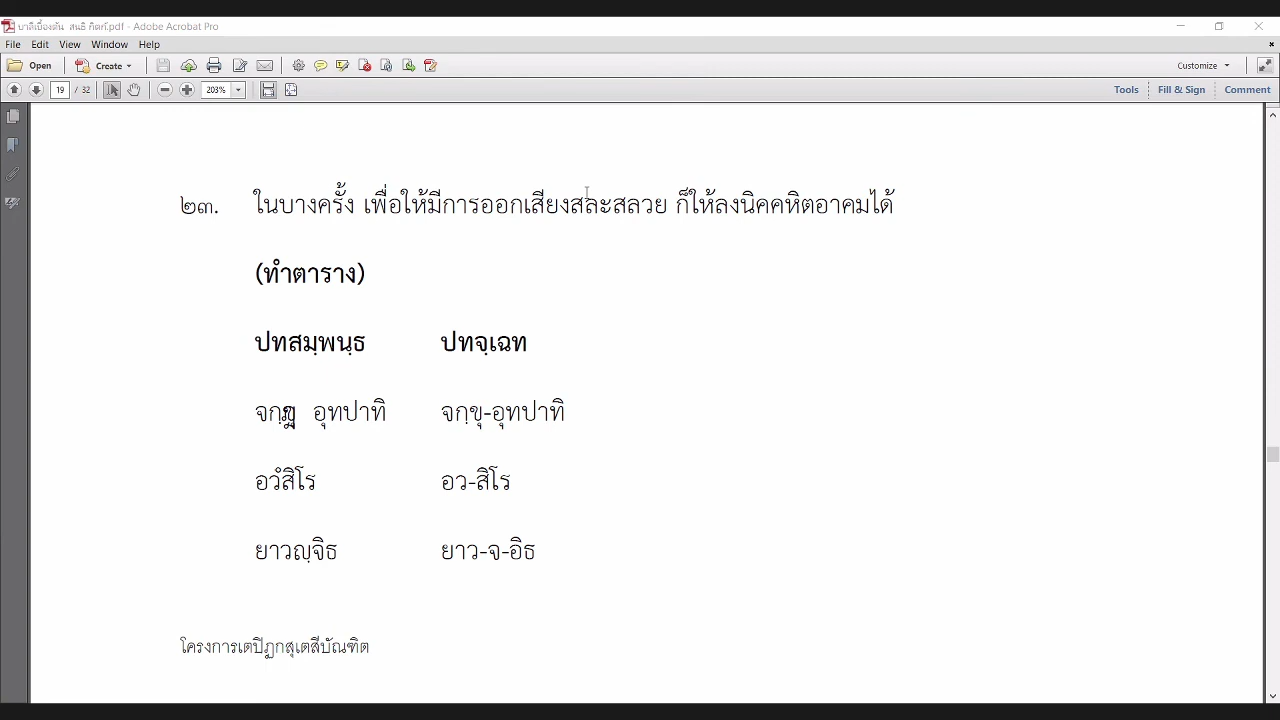 บาลีเบื้องต้น สนธิ กิตก์.pdf - Adobe Acrobat Pro
File Edit View Window Help
Open Create Customize
19 / 32 203% Tools Fill & Sign Comment
๒๓. ในบางครั้ง เพื่อให้มีการออกเสียงสละสลวย ก็ให้ลงนิคคหิตอาคมได้
(ทำตาราง)
ปทสมฺพนฺธ ปทจฺเฉท
อุทปาทิ จกฺขุ-อุทปาทิ
อวํสิโร อว-สิโร
ยาวญฺจิธ ยาว-จ-อิธ
โครงการเตปิฏกสุเตสีบัณฑิต